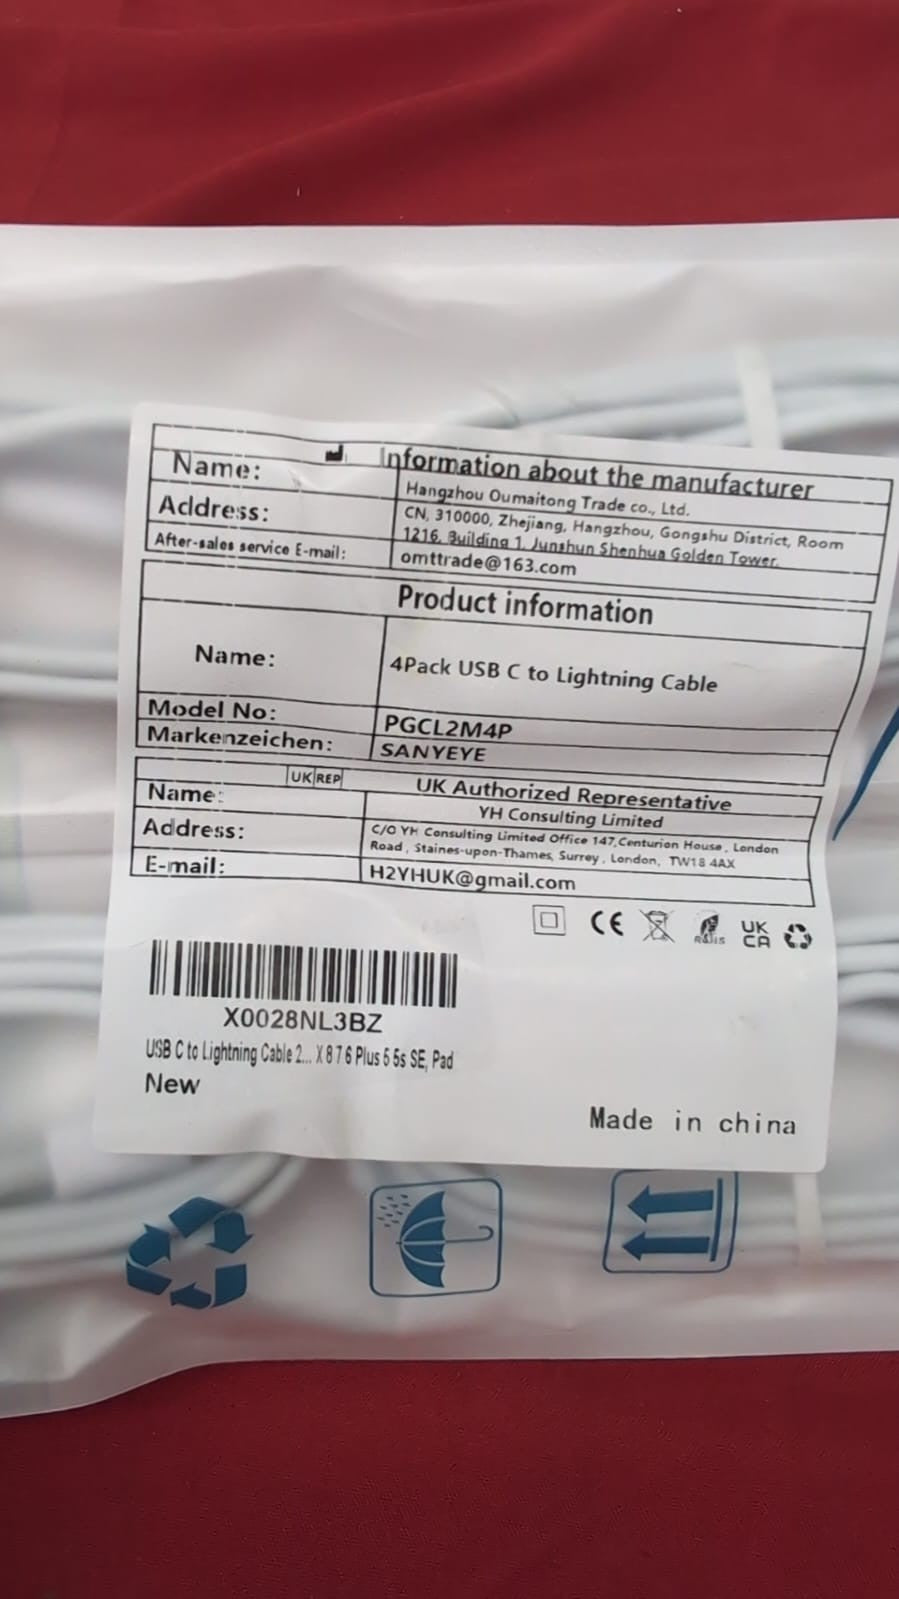 Information about the manufacturer
Name:
Hangzhou Oumaitong Trade co., Ltd.
Address:
CN, 310000, Zhejiang, Hangzhou, Gongshu District, Room
1216, Building 1, Junshun Shenhua Golden Tower.
After-sales service E-mail:
omttrade@163.com
Product information
Name:
4Pack USB C to Lightning Cable
Model No:
PGCL2M4P
Markenzeichen:
SANYEYE
UK REP
UK Authorized Representative
Name:
YH Consulting Limited
Address:
C/O YH Consulting Limited Office 147,Centurion House, London
Road, Staines-upon-Thames, Surrey, London, TW18 4AX
E-mail:
H2YHUK@gmail.com
CE
UK
CA
X0028NL3BZ
USB C to Lightning Cable 2... X 8 7 6 Plus 5 5s SE, Pad
New
Made in china